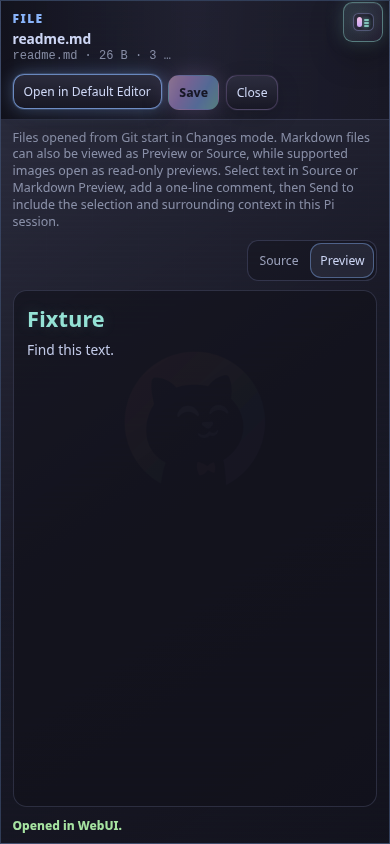 FILE
readme.md
readme.md · 26 B · 3 …
Open in Default Editor
Save
Close
Files opened from Git start in Changes mode. Markdown files
can also be viewed as Preview or Source, while supported
images open as read-only previews. Select text in Source or
Markdown Preview, add a one-line comment, then Send to
include the selection and surrounding context in this Pi
session.
Source
Preview
Fixture
Find this text.
Opened in WebUI.